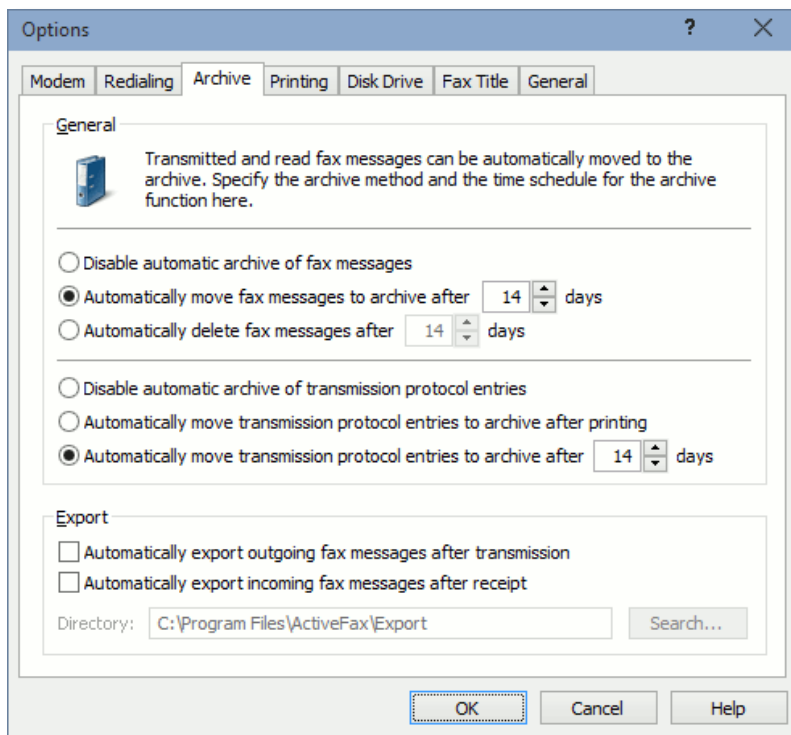 Options
?
Modem Redialing Archive Printing Disk Drive Fax Title General
General
Transmitted and read fax messages can be automatically moved to the
archive. Specify the archive method and the time schedule for the archive
function here.
Disable automatic archive of fax messages
Automatically move fax messages to archive after 14 days
Automatically delete fax messages after 14 days
Disable automatic archive of transmission protocol entries
Automatically move transmission protocol entries to archive after printing
Automatically move transmission protocol entries to archive after 14 days
Export
Automatically export outgoing fax messages after transmission
Automatically export incoming fax messages after receipt
Directory: C:\Program Files\ActiveFax\Export Search...
OK Cancel Help